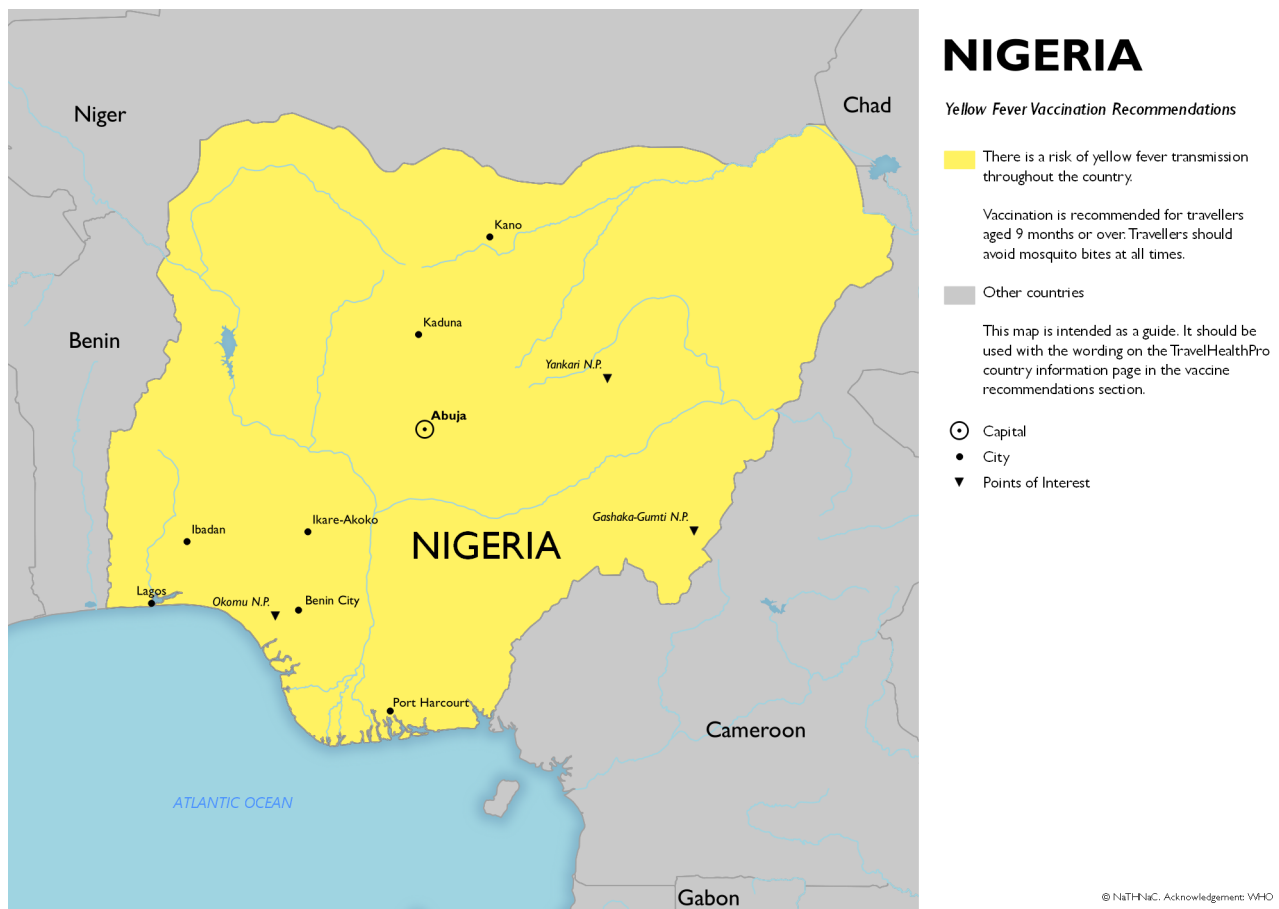 NIGERIA
Yellow Fever Vaccination Recommendations
There is a risk of yellow fever transmission
throughout the country.
Vaccination is recommended for travellers
aged 9 months or over. Travellers should
avoid mosquito bites at all times.
Other countries
This map is intended as a guide. It should be
used with the wording on the TravelHealthPro
country information page in the vaccine
recommendations section.
Capital
City
Points of Interest
Niger
Chad
Kano
Kaduna
Benin
Yankari N.P.
Abuja
Gashaka-Gumti N.P.
Ikare-Akoko
Ibadan
NIGERIA
Lagos
Okomu N.P.
Benin City
Port Harcourt
Cameroon
ATLANTIC OCEAN
Gabon
© NaTHNaC. Acknowledgement: WHO